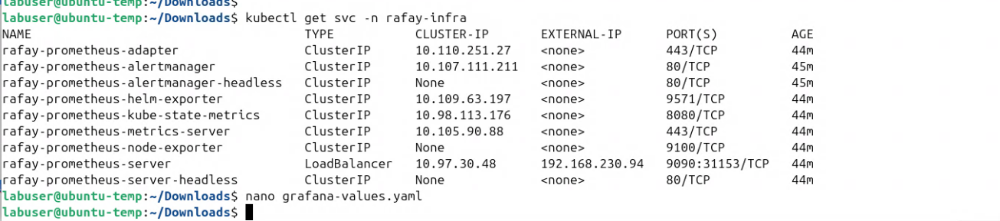 labuser@ubuntu-temp:~/Downloads$
labuser@ubuntu-temp:~/Downloads$ kubectl get svc -n rafay-infra
NAME TYPE CLUSTER-IP EXTERNAL-IP PORT(S) AGE
rafay-prometheus-adapter ClusterIP 10.110.251.27 <none> 443/TCP 44m
rafay-prometheus-alertmanager ClusterIP 10.107.111.211 <none> 80/TCP 45m
rafay-prometheus-alertmanager-headless ClusterIP None <none> 80/TCP 45m
rafay-prometheus-helm-exporter ClusterIP 10.109.63.197 <none> 9571/TCP 44m
rafay-prometheus-kube-state-metrics ClusterIP 10.98.113.176 <none> 8080/TCP 44m
rafay-prometheus-metrics-server ClusterIP 10.105.90.88 <none> 443/TCP 44m
rafay-prometheus-node-exporter ClusterIP None <none> 9100/TCP 44m
rafay-prometheus-server LoadBalancer 10.97.30.48 192.168.230.94 9090:31153/TCP 44m
rafay-prometheus-server-headless ClusterIP None <none> 80/TCP 44m
labuser@ubuntu-temp:~/Downloads$ nano grafana-values.yaml
labuser@ubuntu-temp:~/Downloads$